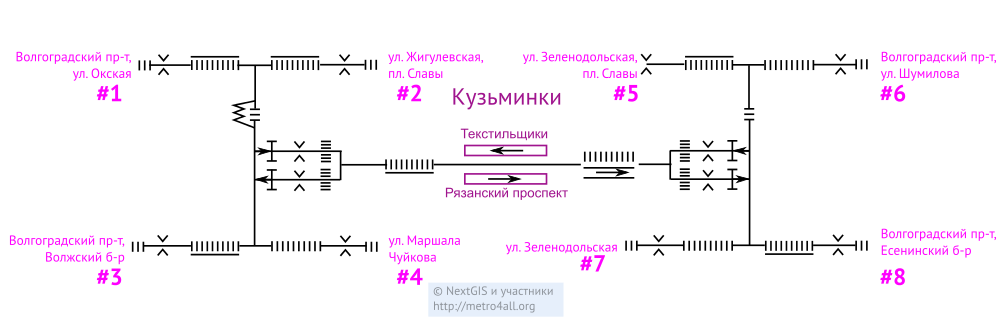 Волгоградский пр-т,
ул. Окская
#1
ул. Жигулевская,
пл. Славы
#2
ул. Зеленодольская,
пл. Славы
#5
Волгоградский пр-т,
ул. Шумилова
#6
Кузьминки
Текстильщики
Рязанский проспект
Волгоградский пр-т,
Волжский б-р
#3
ул. Маршала
Чуйкова
#4
ул. Зеленодольская
#7
Волгоградский пр-т,
Есенинский б-р
#8
© NextGIS и участники
http://metro4all.org